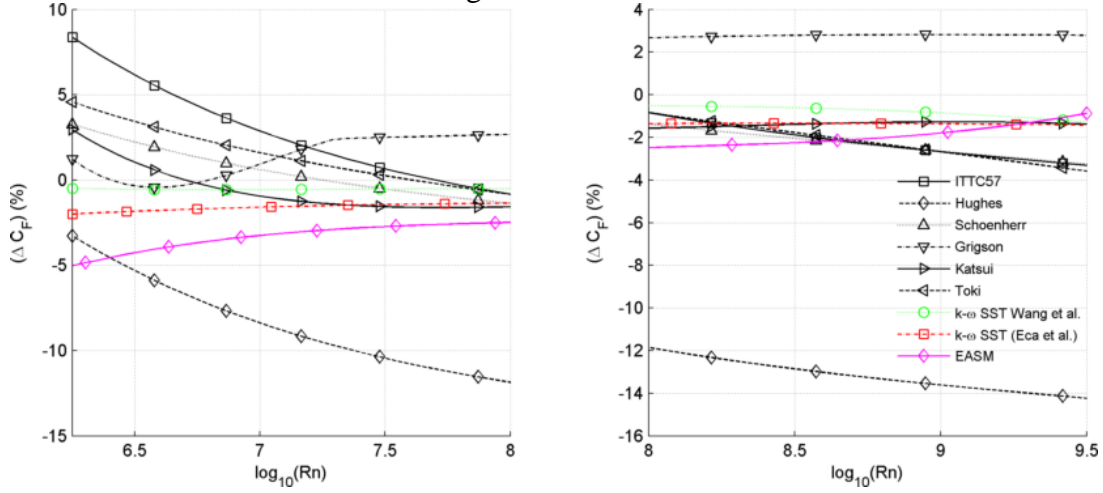 10
5
0
-5
-10
-15
(Δ C_F) (%)
6.5
7
7.5
8
log_10(Rn)
4
2
0
-2
-4
-6
-8
-10
-12
-14
-16
(Δ C_F) (%)
8
8.5
9
9.5
log_10(Rn)
ITTC57
Hughes
Schoenherr
Grigson
Katsui
Toki
k-ω SST Wang et al.
k-ω SST (Eca et al.)
EASM